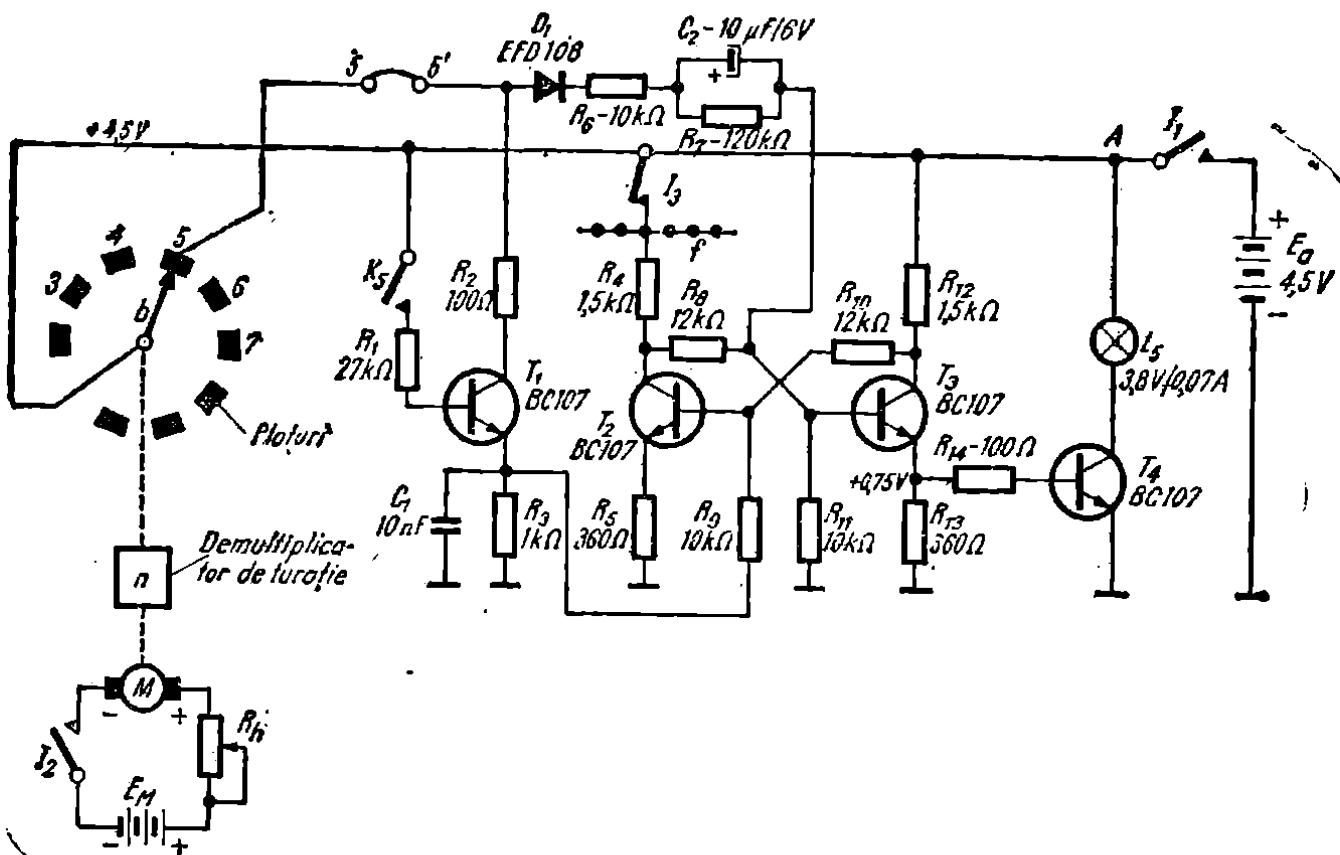 D₁
EFD108
C₂-10 µF/6V
+
5
5'
R₆-10kΩ
R₇-120kΩ
+4,5V
A
I₁
I₃
f
+
Eₐ
4,5V
-
3
4
5
6
7
b
K₅
R₁
27kΩ
R₂
100Ω
R₄
1,5kΩ
R₈
12kΩ
R₁₀
12kΩ
R₁₂
1,5kΩ
L₅
3,8V/0,07A
T₁
BC107
T₂
BC107
T₃
BC107
R₁₄-100Ω
T₄
BC107
+0,75V
Ploturi
C₁
10nF
R₃
1kΩ
R₅
360Ω
R₉
10kΩ
R₁₁
10kΩ
R₁₃
360Ω
n
Demultiplica-
tor de turație
M
-
+
I₂
Rₕ
E_M
-
+